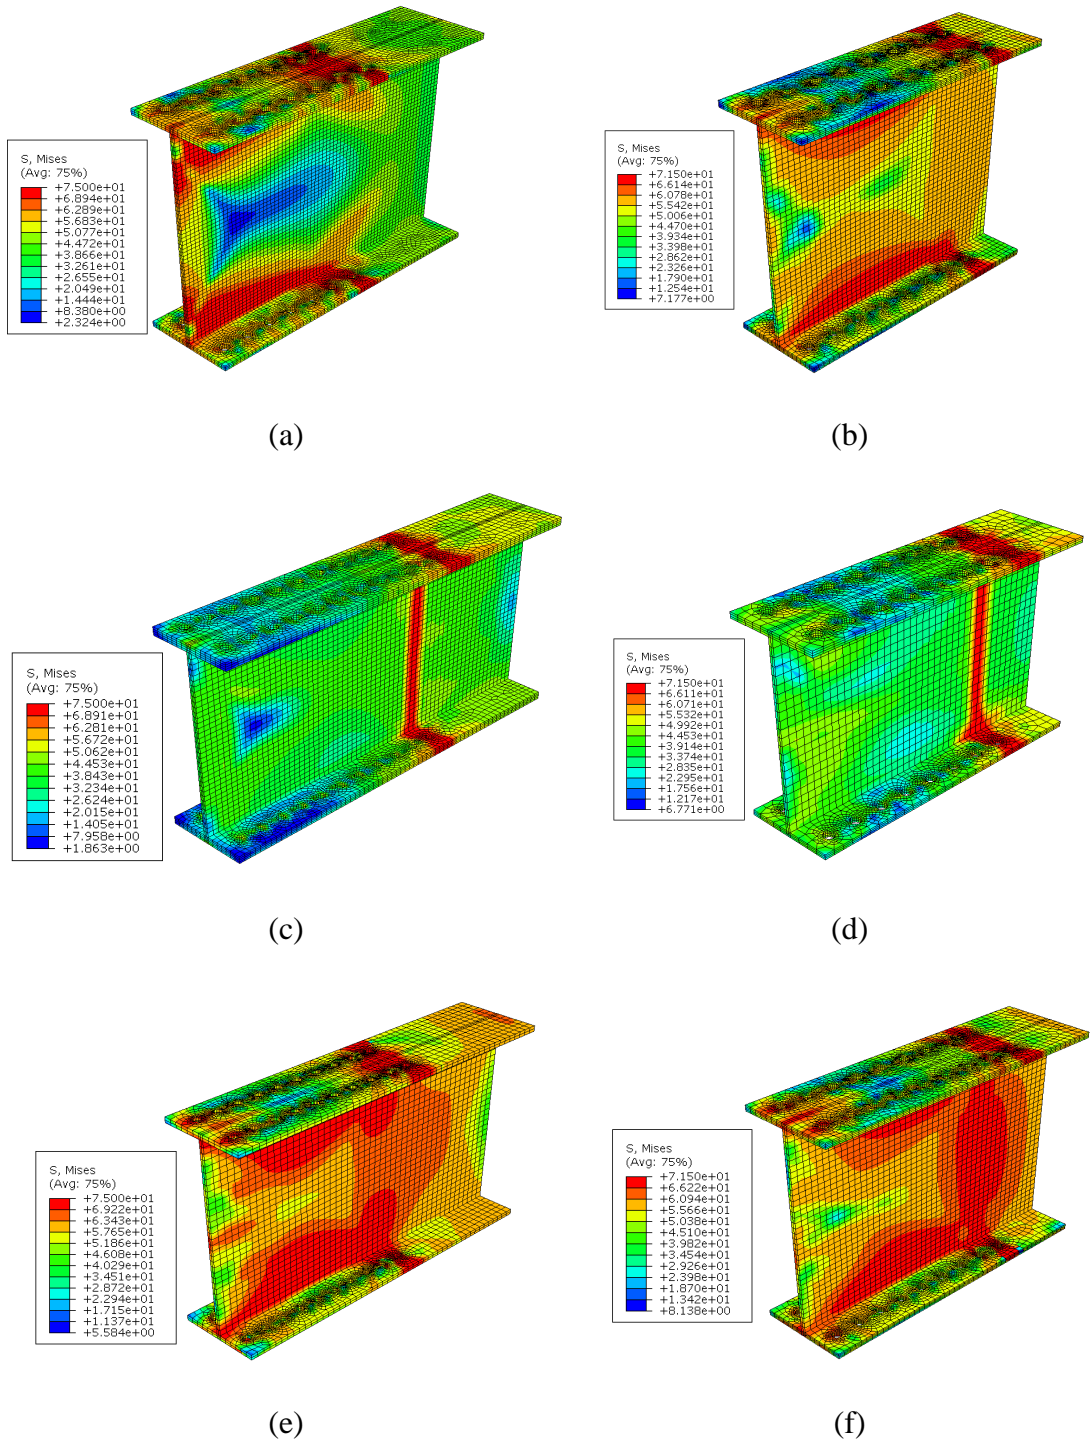 S, Mises
(Avg: 75%)
+7.500e+01
+6.894e+01
+6.289e+01
+5.683e+01
+5.077e+01
+4.472e+01
+3.866e+01
+3.261e+01
+2.655e+01
+2.049e+01
+1.444e+01
+8.380e+00
+2.324e+00
(a)
S, Mises
(Avg: 75%)
+7.150e+01
+6.614e+01
+6.078e+01
+5.542e+01
+5.006e+01
+4.470e+01
+3.934e+01
+3.398e+01
+2.862e+01
+2.326e+01
+1.790e+01
+1.254e+01
+7.177e+00
(b)
S, Mises
(Avg: 75%)
+7.500e+01
+6.891e+01
+6.281e+01
+5.672e+01
+5.062e+01
+4.453e+01
+3.843e+01
+3.234e+01
+2.624e+01
+2.015e+01
+1.405e+01
+7.958e+00
+1.863e+00
(c)
S, Mises
(Avg: 75%)
+7.150e+01
+6.611e+01
+6.071e+01
+5.532e+01
+4.992e+01
+4.453e+01
+3.914e+01
+3.374e+01
+2.835e+01
+2.295e+01
+1.756e+01
+1.217e+01
+6.771e+00
(d)
S, Mises
(Avg: 75%)
+7.500e+01
+6.922e+01
+6.343e+01
+5.765e+01
+5.186e+01
+4.608e+01
+4.029e+01
+3.451e+01
+2.872e+01
+2.294e+01
+1.715e+01
+1.137e+01
+5.584e+00
(e)
S, Mises
(Avg: 75%)
+7.150e+01
+6.622e+01
+6.094e+01
+5.566e+01
+5.038e+01
+4.510e+01
+3.982e+01
+3.454e+01
+2.926e+01
+2.398e+01
+1.870e+01
+1.342e+01
+8.138e+00
(f)